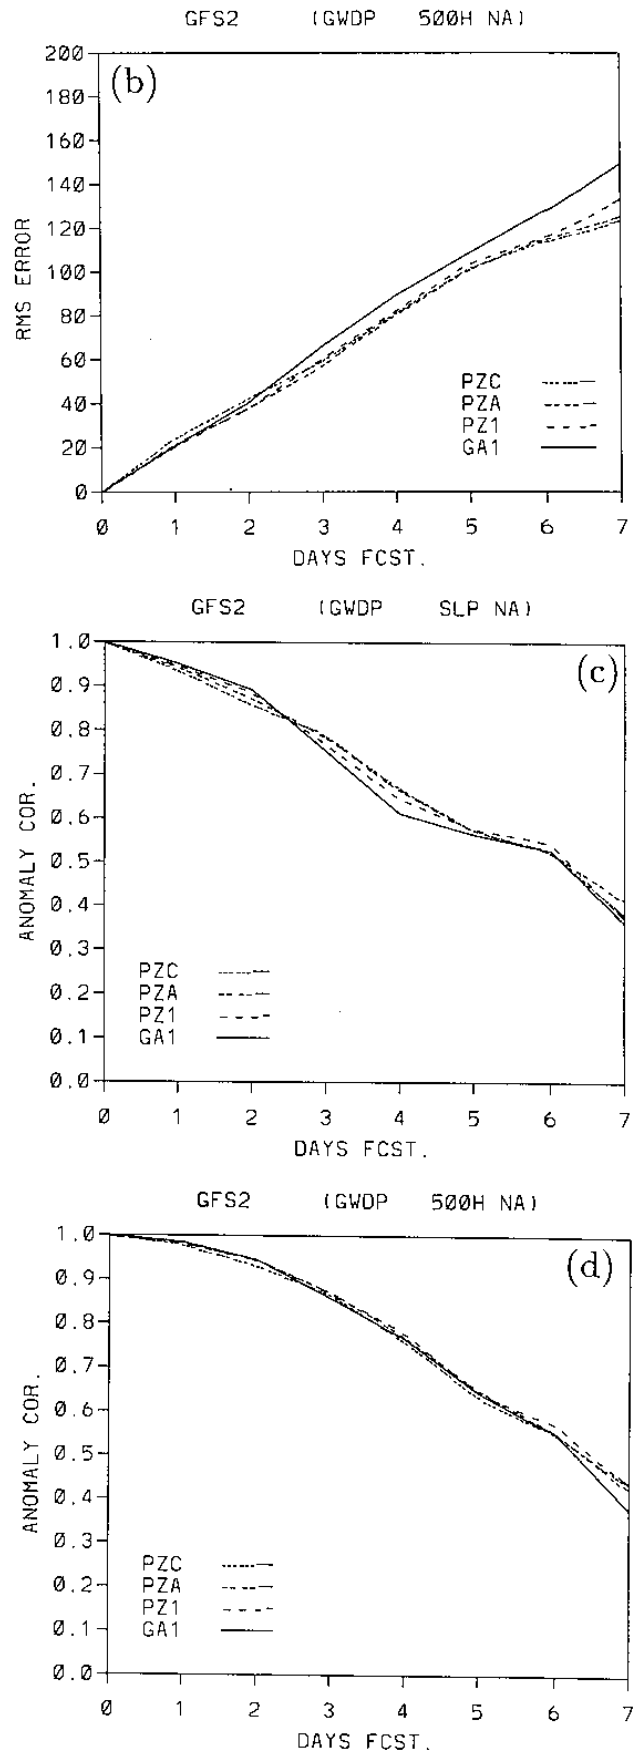 GFS2 (GWDP 500H NA)
(b)
RMS ERROR
200
180
160
140
120
100
80
60
40
20
0
PZC
PZA
PZ1
GA1
0 1 2 3 4 5 6 7
DAYS FCST.
GFS2 (GWDP SLP NA)
(c)
ANOMALY COR.
1.0
0.9
0.8
0.7
0.6
0.5
0.4
0.3
0.2
0.1
0.0
PZC
PZA
PZ1
GA1
0 1 2 3 4 5 6 7
DAYS FCST.
GFS2 (GWDP 500H NA)
(d)
ANOMALY COR.
1.0
0.9
0.8
0.7
0.6
0.5
0.4
0.3
0.2
0.1
0.0
PZC
PZA
PZ1
GA1
0 1 2 3 4 5 6 7
DAYS FCST.